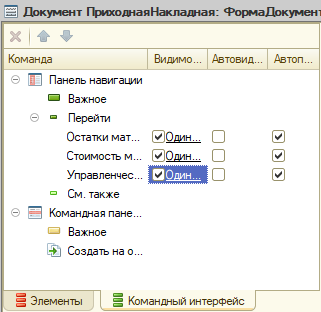 Документ ПриходнаяНакладная: ФормаДокумент
Команда Видимо... Автовид... Автоп...
Панель навигации
Важное
Перейти
Остатки мат... Один...
Стоимость м... Один...
Управленчес... Один...
См. также
Командная пане...
Важное
Создать на о...
Элементы Командный интерфейс